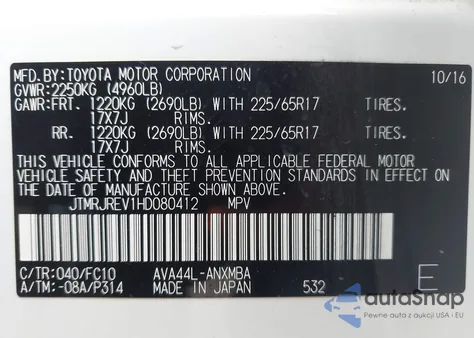 MFD.BY:TOYOTA MOTOR CORPORATION 10/16
GVWR:2250KG (4960LB)
GAWR:FRT. 1220KG (2690LB) WITH 225/65R17 TIRES.
17X7J RIMS.
RR. 1220KG (2690LB) WITH 225/65R17 TIRES.
17X7J RIMS.
THIS VEHICLE CONFORMS TO ALL APPLICABLE FEDERAL MOTOR
VEHICLE SAFETY AND THEFT PREVENTION STANDARDS IN EFFECT
ON THE DATE OF MANUFACTURE SHOWN ABOVE.
JTMRJREV1HD080412 MPV
C/TR:040/FC10 AVA44L-ANXMBA
A/TM:-08A/P314 MADE IN JAPAN 532 E
autoSnap
Pewne auta z aukcji USA i EU